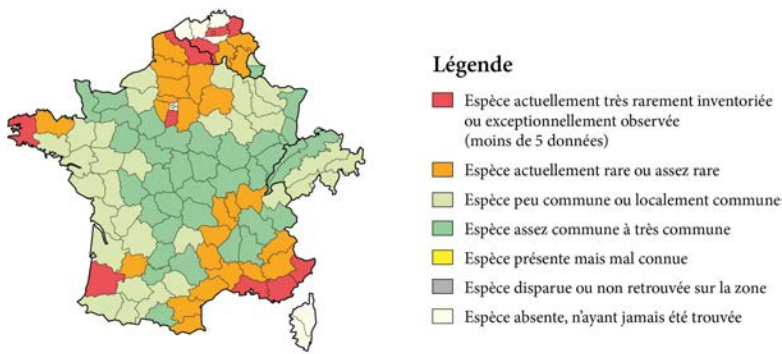 Légende
Espèce actuellement très rarement inventoriée
ou exceptionnellement observée
(moins de 5 données)
Espèce actuellement rare ou assez rare
Espèce peu commune ou localement commune
Espèce assez commune à très commune
Espèce présente mais mal connue
Espèce disparue ou non retrouvée sur la zone
Espèce absente, n'ayant jamais été trouvée